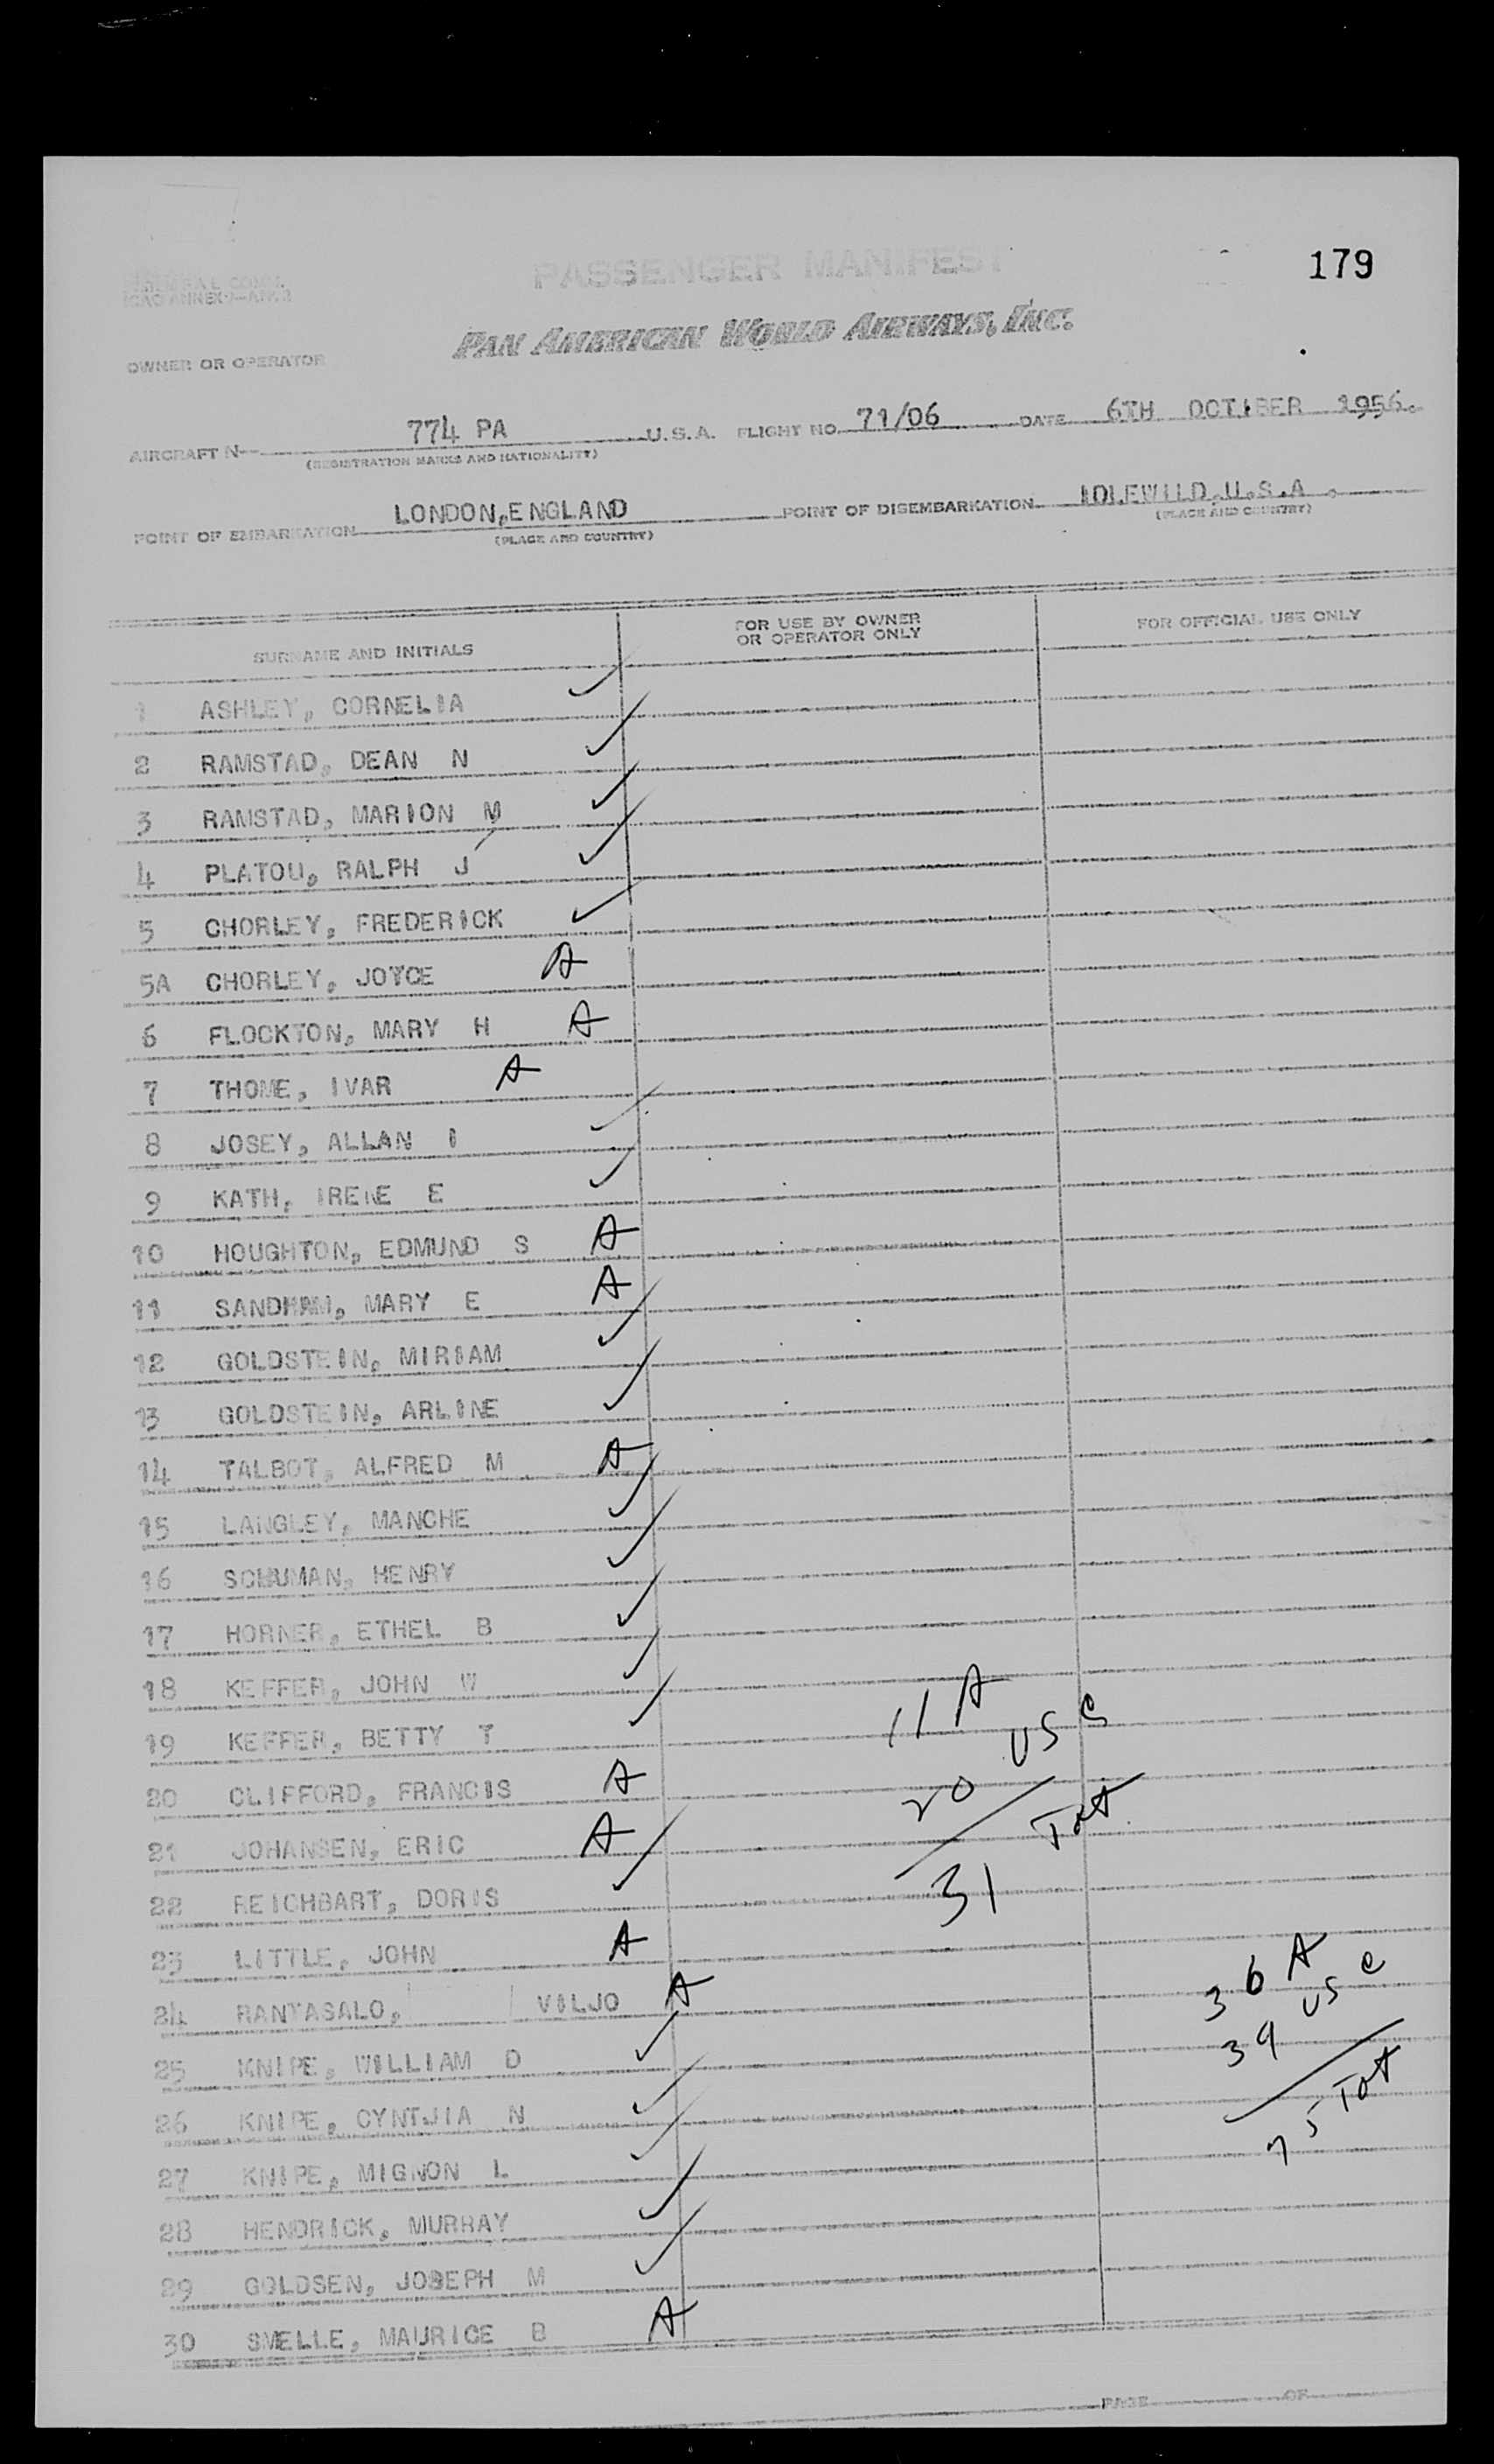 PASSENGER MANIFEST
179
ICAO ANNEX 9—APP. 3
PAN AMERICAN WORLD AIRWAYS, INC.
OWNER OR OPERATOR
AIRCRAFT N— 774 PA U.S.A. FLIGHT NO. 71/06 DATE 6TH OCTOBER 1956.
(REGISTRATION MARKS AND NATIONALITY)
POINT OF EMBARKATION LONDON, ENGLAND POINT OF DISEMBARKATION IDLEWILD, U.S.A.
(PLACE AND COUNTRY) (PLACE AND COUNTRY)
SURNAME AND INITIALS FOR USE BY OWNER OR OPERATOR ONLY FOR OFFICIAL USE ONLY
1 ASHLEY, CORNELIA ✓
2 RAMSTAD, DEAN N ✓
3 RAMSTAD, MARION M ✓
4 PLATOU, RALPH J ✓
5 CHORLEY, FREDERICK ✓
5A CHORLEY, JOYCE A
6 FLOCKTON, MARY H A
7 THOME, IVAR A
8 JOSEY, ALLAN I ✓
9 KATH, IRENE E ✓
10 HOUGHTON, EDMUND S A
11 SANDHAM, MARY E A
12 GOLDSTEIN, MIRIAM ✓
13 GOLDSTEIN, ARLINE ✓
14 TALBOT, ALFRED M A
15 LANGLEY, MANCHE ✓
16 SCHUMAN, HENRY ✓
17 HORNER, ETHEL B ✓
18 KEFFER, JOHN W ✓
19 KEFFER, BETTY T ✓
11 A
20 USC
20 CLIFFORD, FRANCIS A
21 JOHANSEN, ERIC A
31 Tot
22 REICHBART, DORIS ✓
23 LITTLE, JOHN A
24 RANTASALO, VILJO A
36 A
39 USC
25 KNIPE, WILLIAM D ✓
26 KNIPE, CYNTJIA N ✓
75 Tot
27 KNIPE, MIGNON L ✓
28 HENDRICK, MURRAY ✓
29 GOLDSEN, JOSEPH M ✓
30 SMELLE, MAURICE B A
PAGE OF